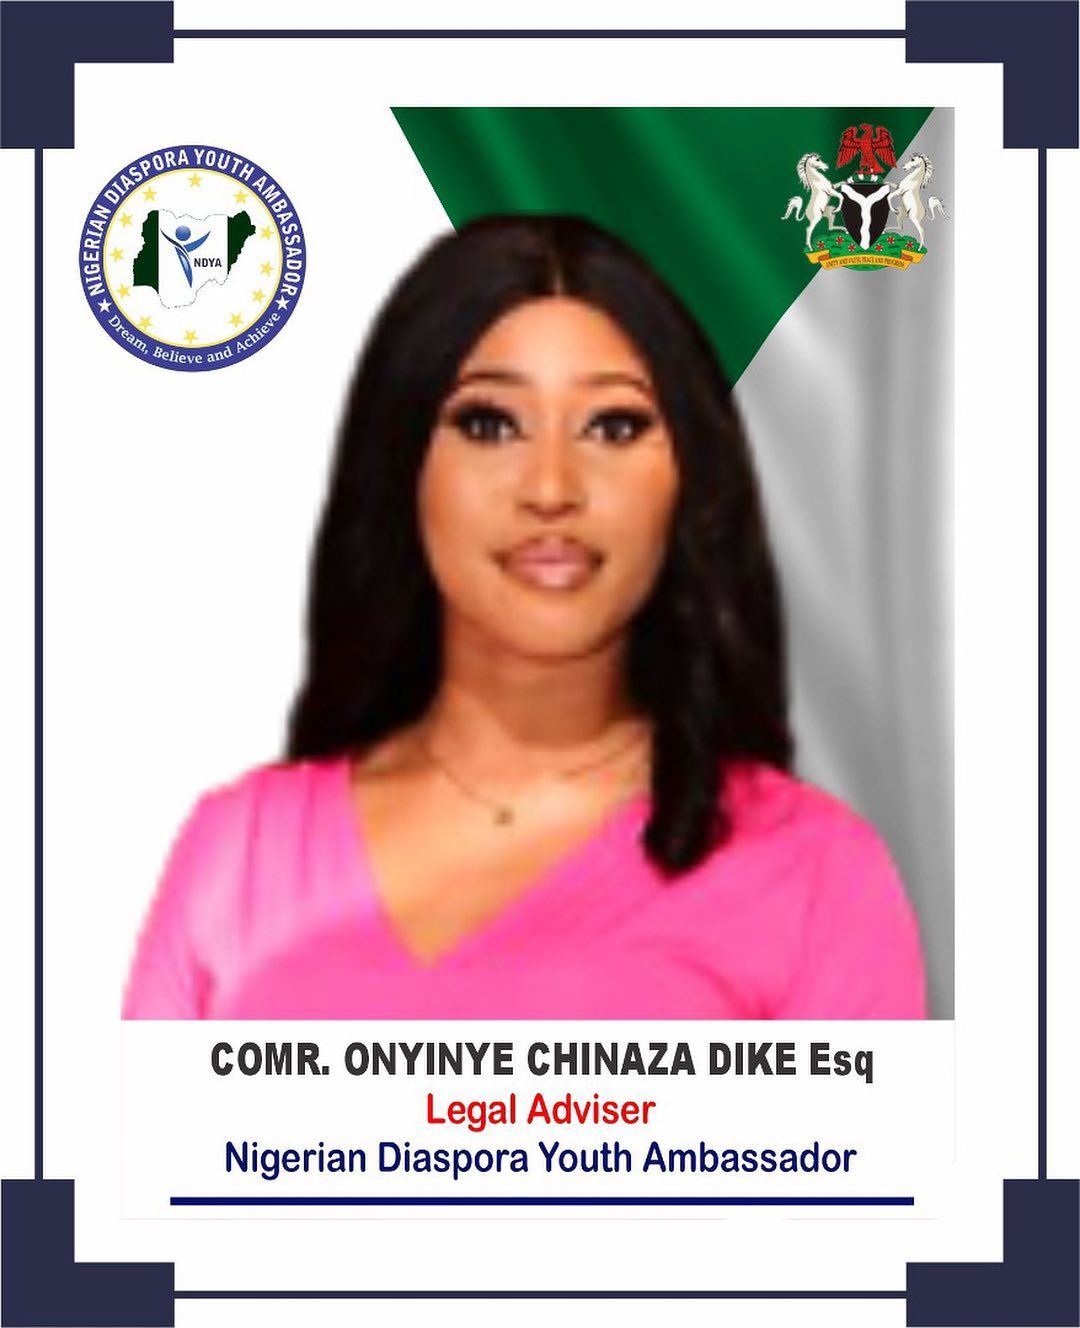 NIGERIAN DIASPORA YOUTH AMBASSADOR
NDYA
Dream, Believe and Achieve
UNITY AND FAITH, PEACE AND PROGRESS
COMR. ONYINYE CHINAZA DIKE Esq
Legal Adviser
Nigerian Diaspora Youth Ambassador